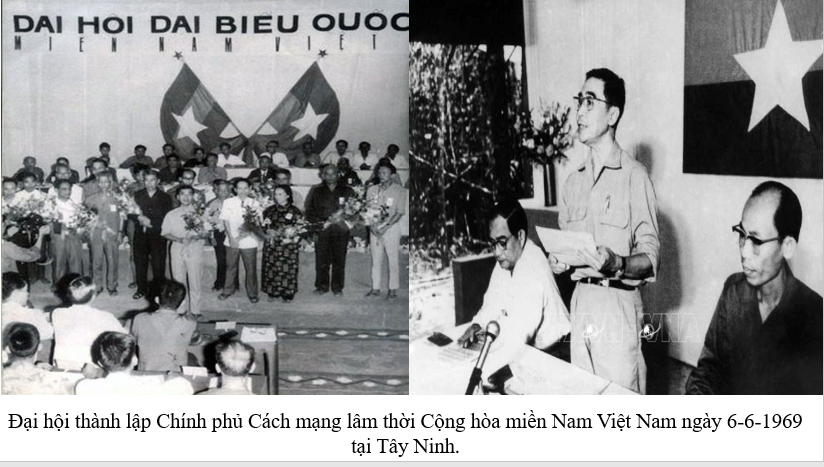 DAI HOI DAI BIEU QUOC
MIEN NAM VIET
Đại hội thành lập Chính phủ Cách mạng lâm thời Cộng hòa miền Nam Việt Nam ngày 6-6-1969
tại Tây Ninh.